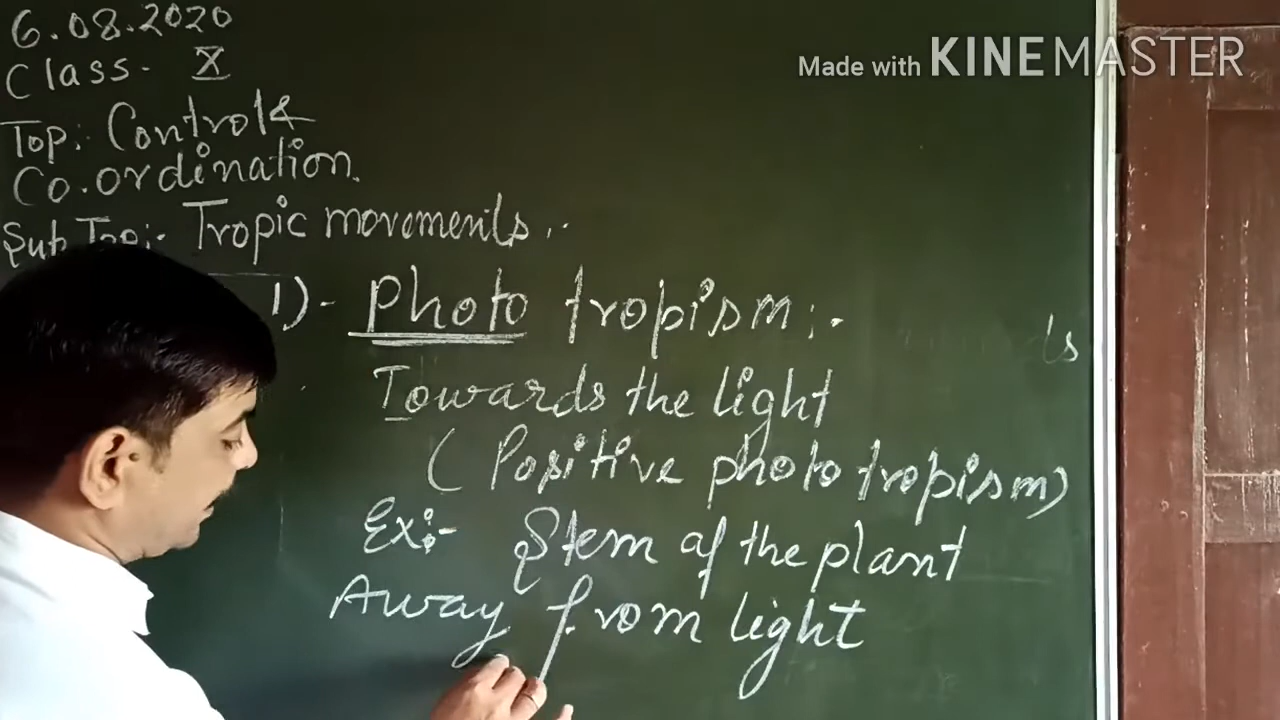 6.08.2020
Made with KINEMASTER
Class- X
Top:- Control &
Co.ordination.
Sub Top:- Tropic movements :-
1)- Photo tropism :-
Towards the light
(Positive photo tropism)
Ex:- Stem of the plant
Away from light